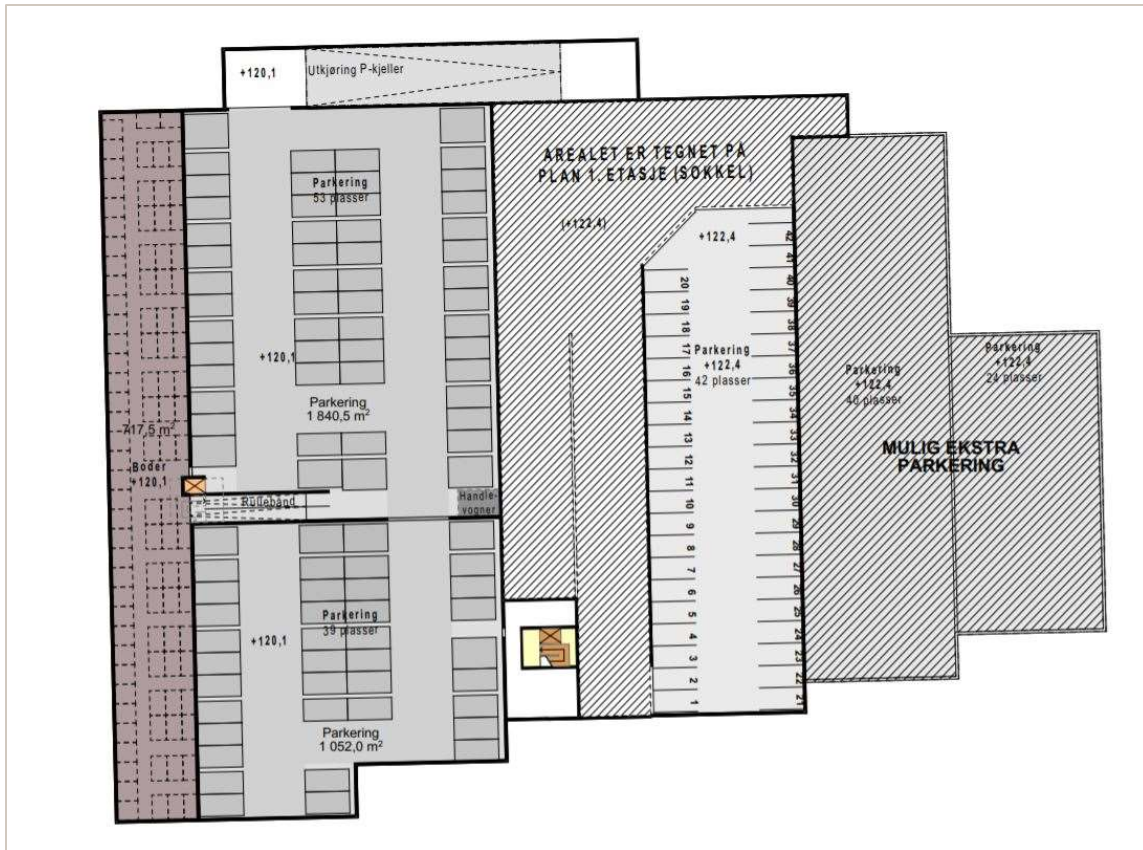 +120,1
Utkjøring P-kjeller
AREALET ER TEGNET PÅ
PLAN 1. ETASJE (SOKKEL)
(+122,4)
Parkering
53 plasser
+120,1
Parkering
1 840,5 m²
717,5 m²
Boder
+120,1
Rullebånd
Handle-
vogner
Parkering
39 plasser
+120,1
Parkering
1 052,0 m²
+122,4
Parkering
+122,4
42 plasser
20
19
18
17
16
15
14
13
12
11
10
9
8
7
6
5
4
3
2
1
42
41
40
39
38
37
36
35
34
33
32
31
30
29
28
27
26
25
24
23
22
21
Parkering
+122,4
40 plasser
Parkering
+122,4
24 plasser
MULIG EKSTRA
PARKERING